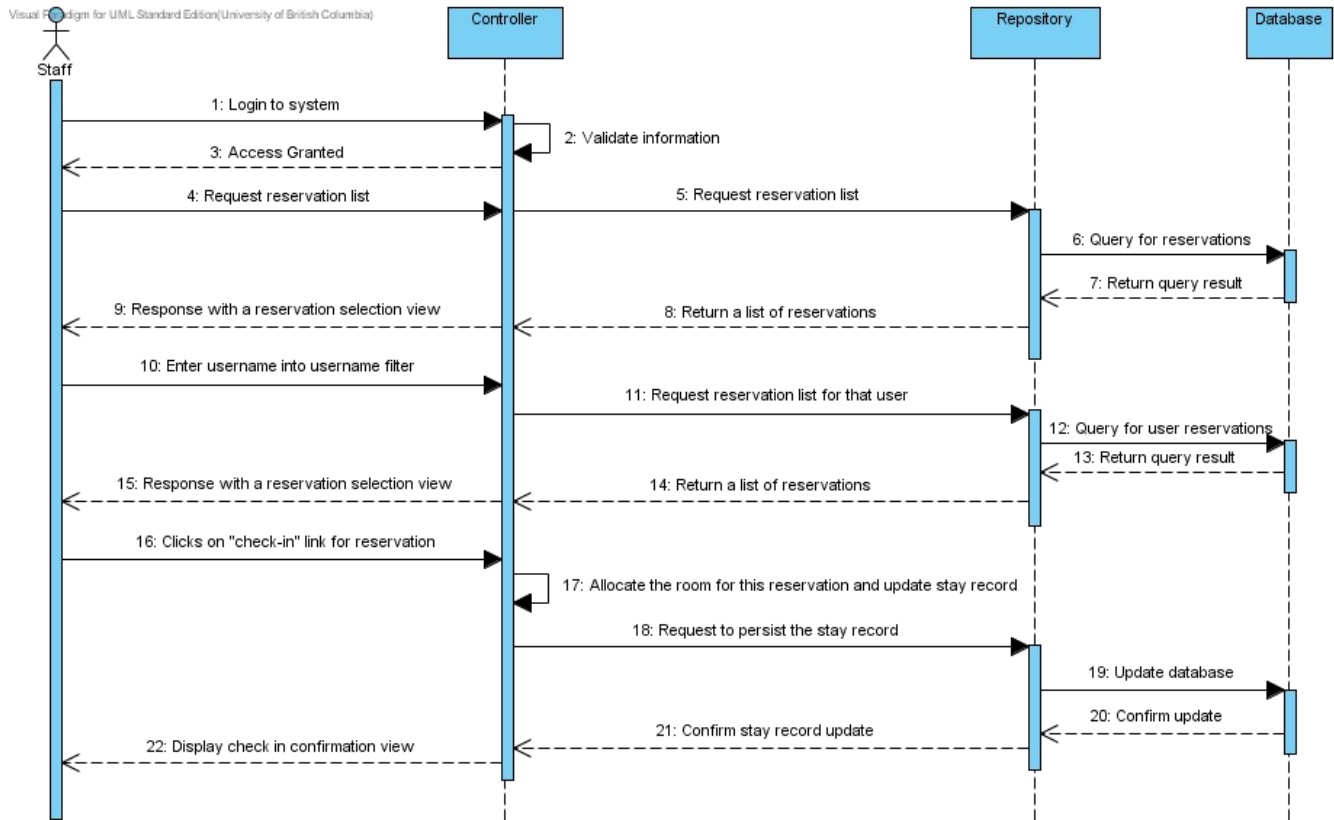 Visual Paradigm for UML Standard Edition(University of British Columbia)
Staff
Controller
Repository
Database
1: Login to system
2: Validate information
3: Access Granted
4: Request reservation list
5: Request reservation list
6: Query for reservations
7: Return query result
8: Return a list of reservations
9: Response with a reservation selection view
10: Enter username into username filter
11: Request reservation list for that user
12: Query for user reservations
13: Return query result
14: Return a list of reservations
15: Response with a reservation selection view
16: Clicks on "check-in" link for reservation
17: Allocate the room for this reservation and update stay record
18: Request to persist the stay record
19: Update database
20: Confirm update
21: Confirm stay record update
22: Display check in confirmation view